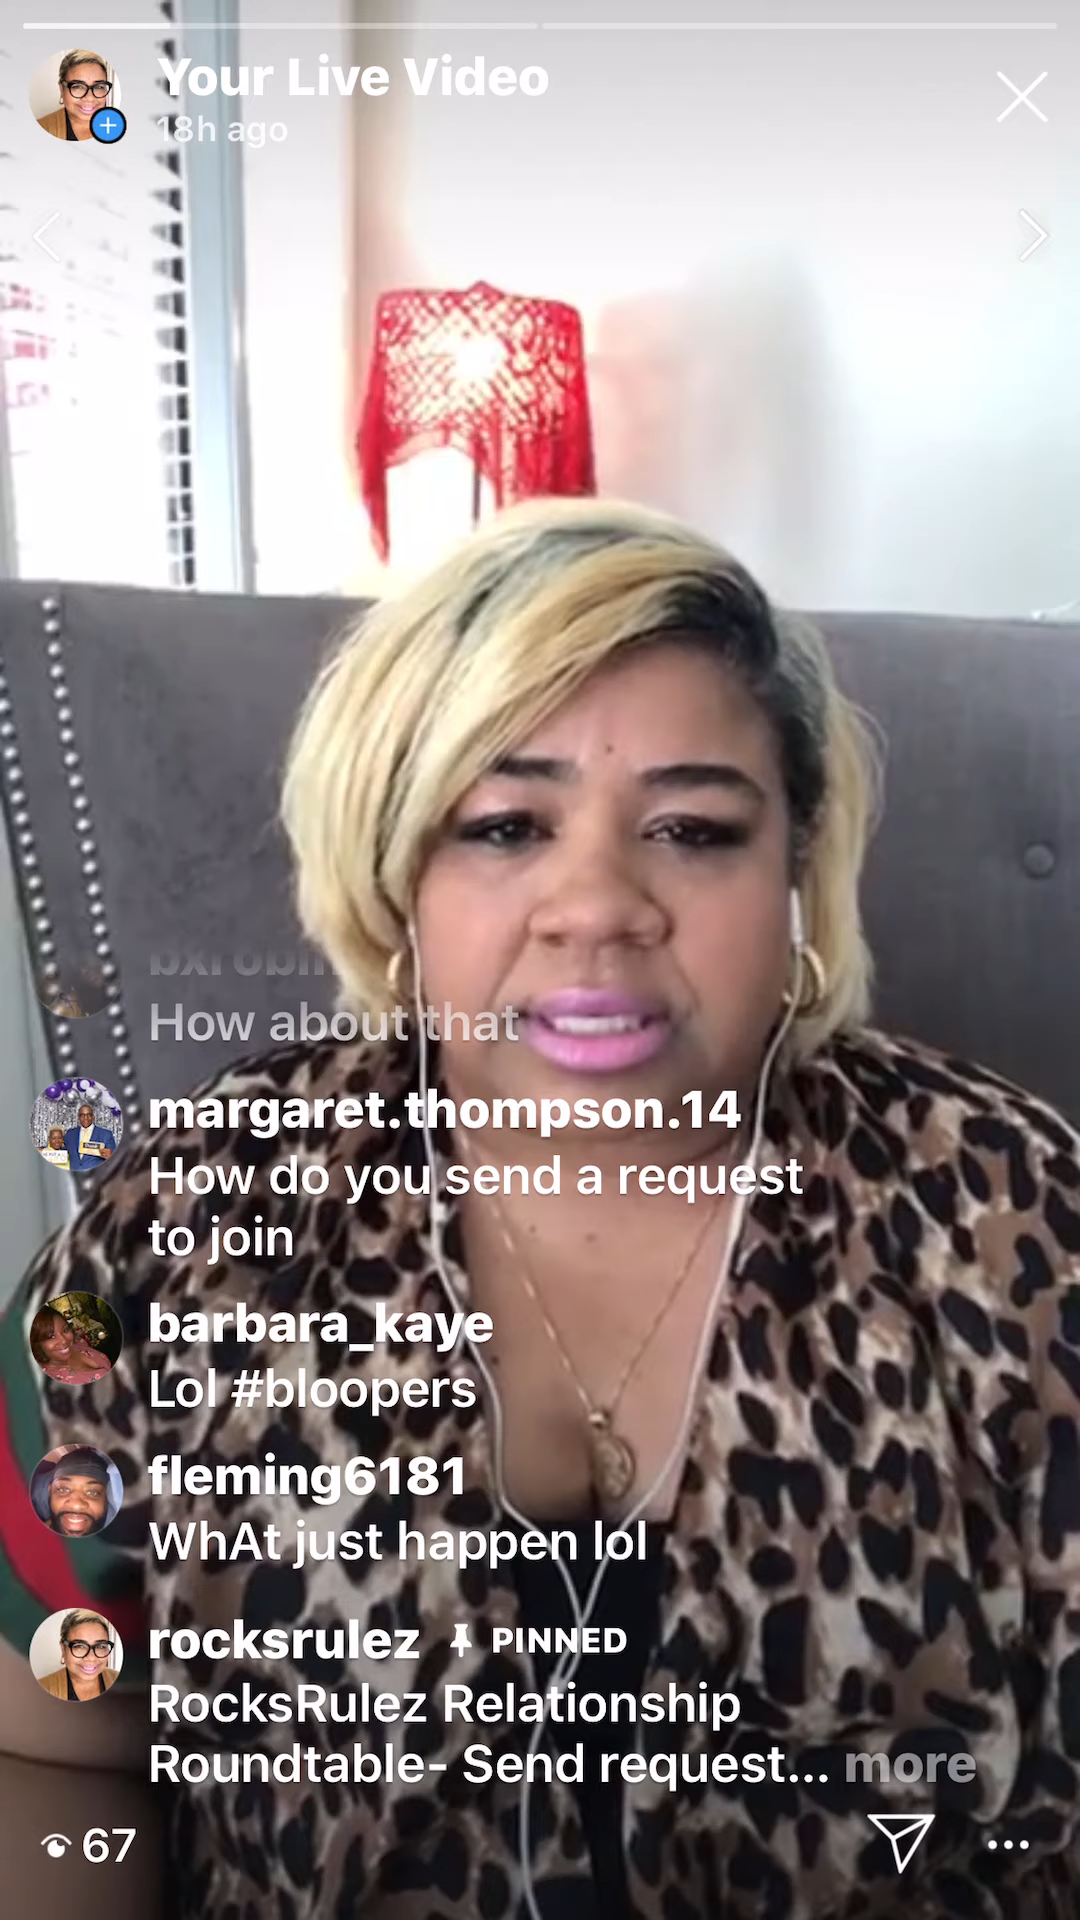 Your Live Video
18h ago
How about that
margaret.thompson.14
How do you send a request
to join
barbara_kaye
Lol #bloopers
fleming6181
WhAt just happen lol
rocksrulez PINNED
RocksRulez Relationship
Roundtable- Send request... more
67